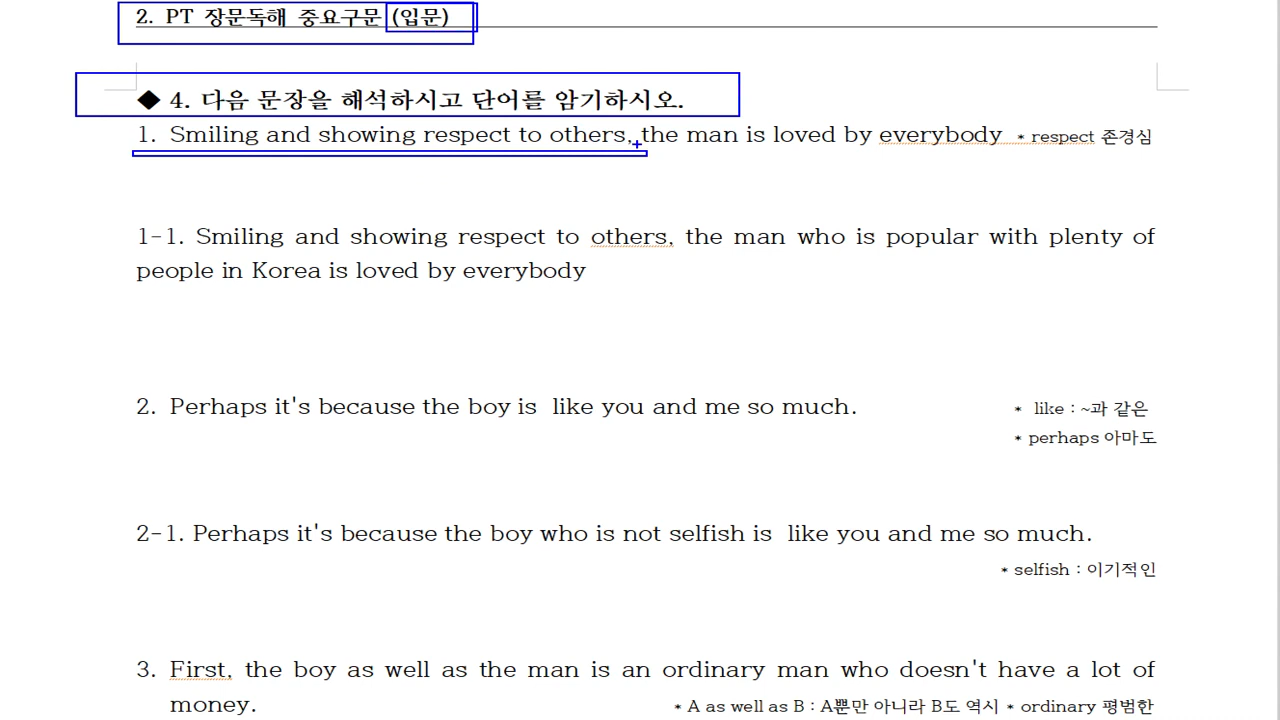 2. PT 장문독해 중요구문 (입문)
◆ 4. 다음 문장을 해석하시고 단어를 암기하시오.
1. Smiling and showing respect to others, the man is loved by everybody * respect 존경심
1-1. Smiling and showing respect to others, the man who is popular with plenty of
people in Korea is loved by everybody
2. Perhaps it's because the boy is like you and me so much. * like : ~과 같은
* perhaps 아마도
2-1. Perhaps it's because the boy who is not selfish is like you and me so much.
* selfish : 이기적인
3. First, the boy as well as the man is an ordinary man who doesn't have a lot of
money. * A as well as B : A뿐만 아니라 B도 역시 * ordinary 평범한